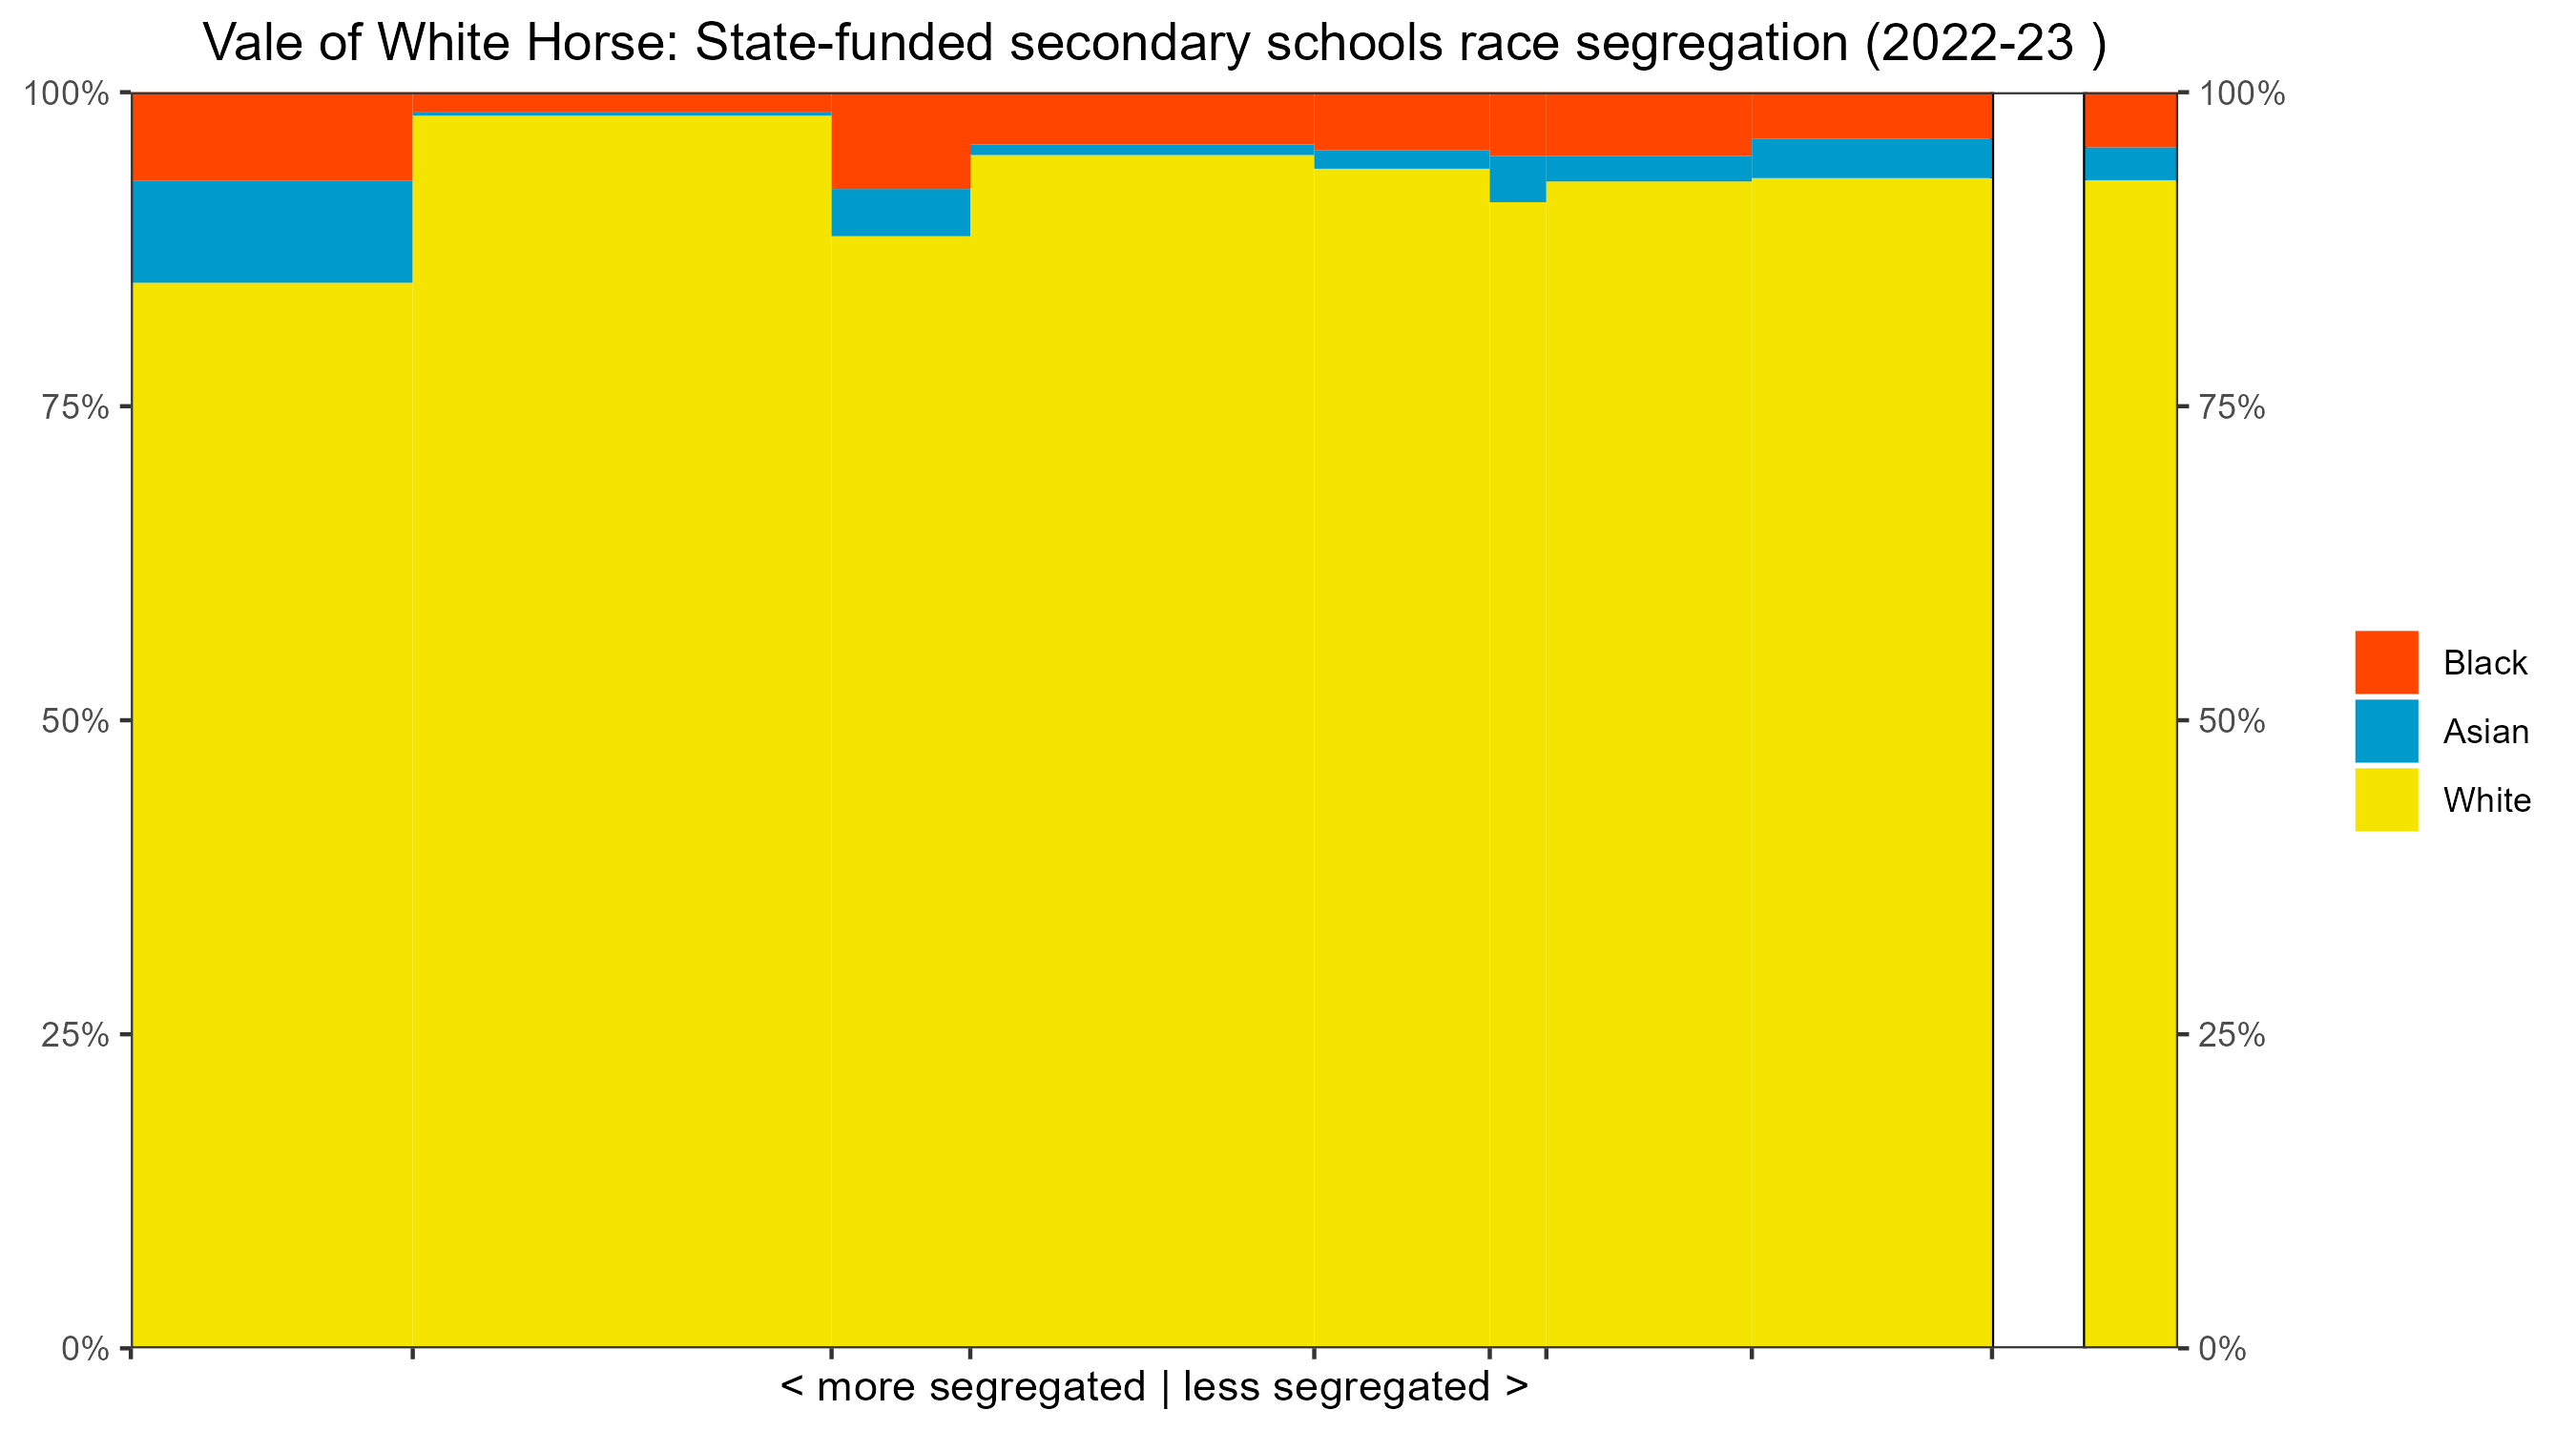 Vale of White Horse: State-funded secondary schools race segregation (2022-23 )
100%
75%
50%
25%
0%
100%
75%
50%
25%
0%
Black
Asian
White
< more segregated | less segregated >